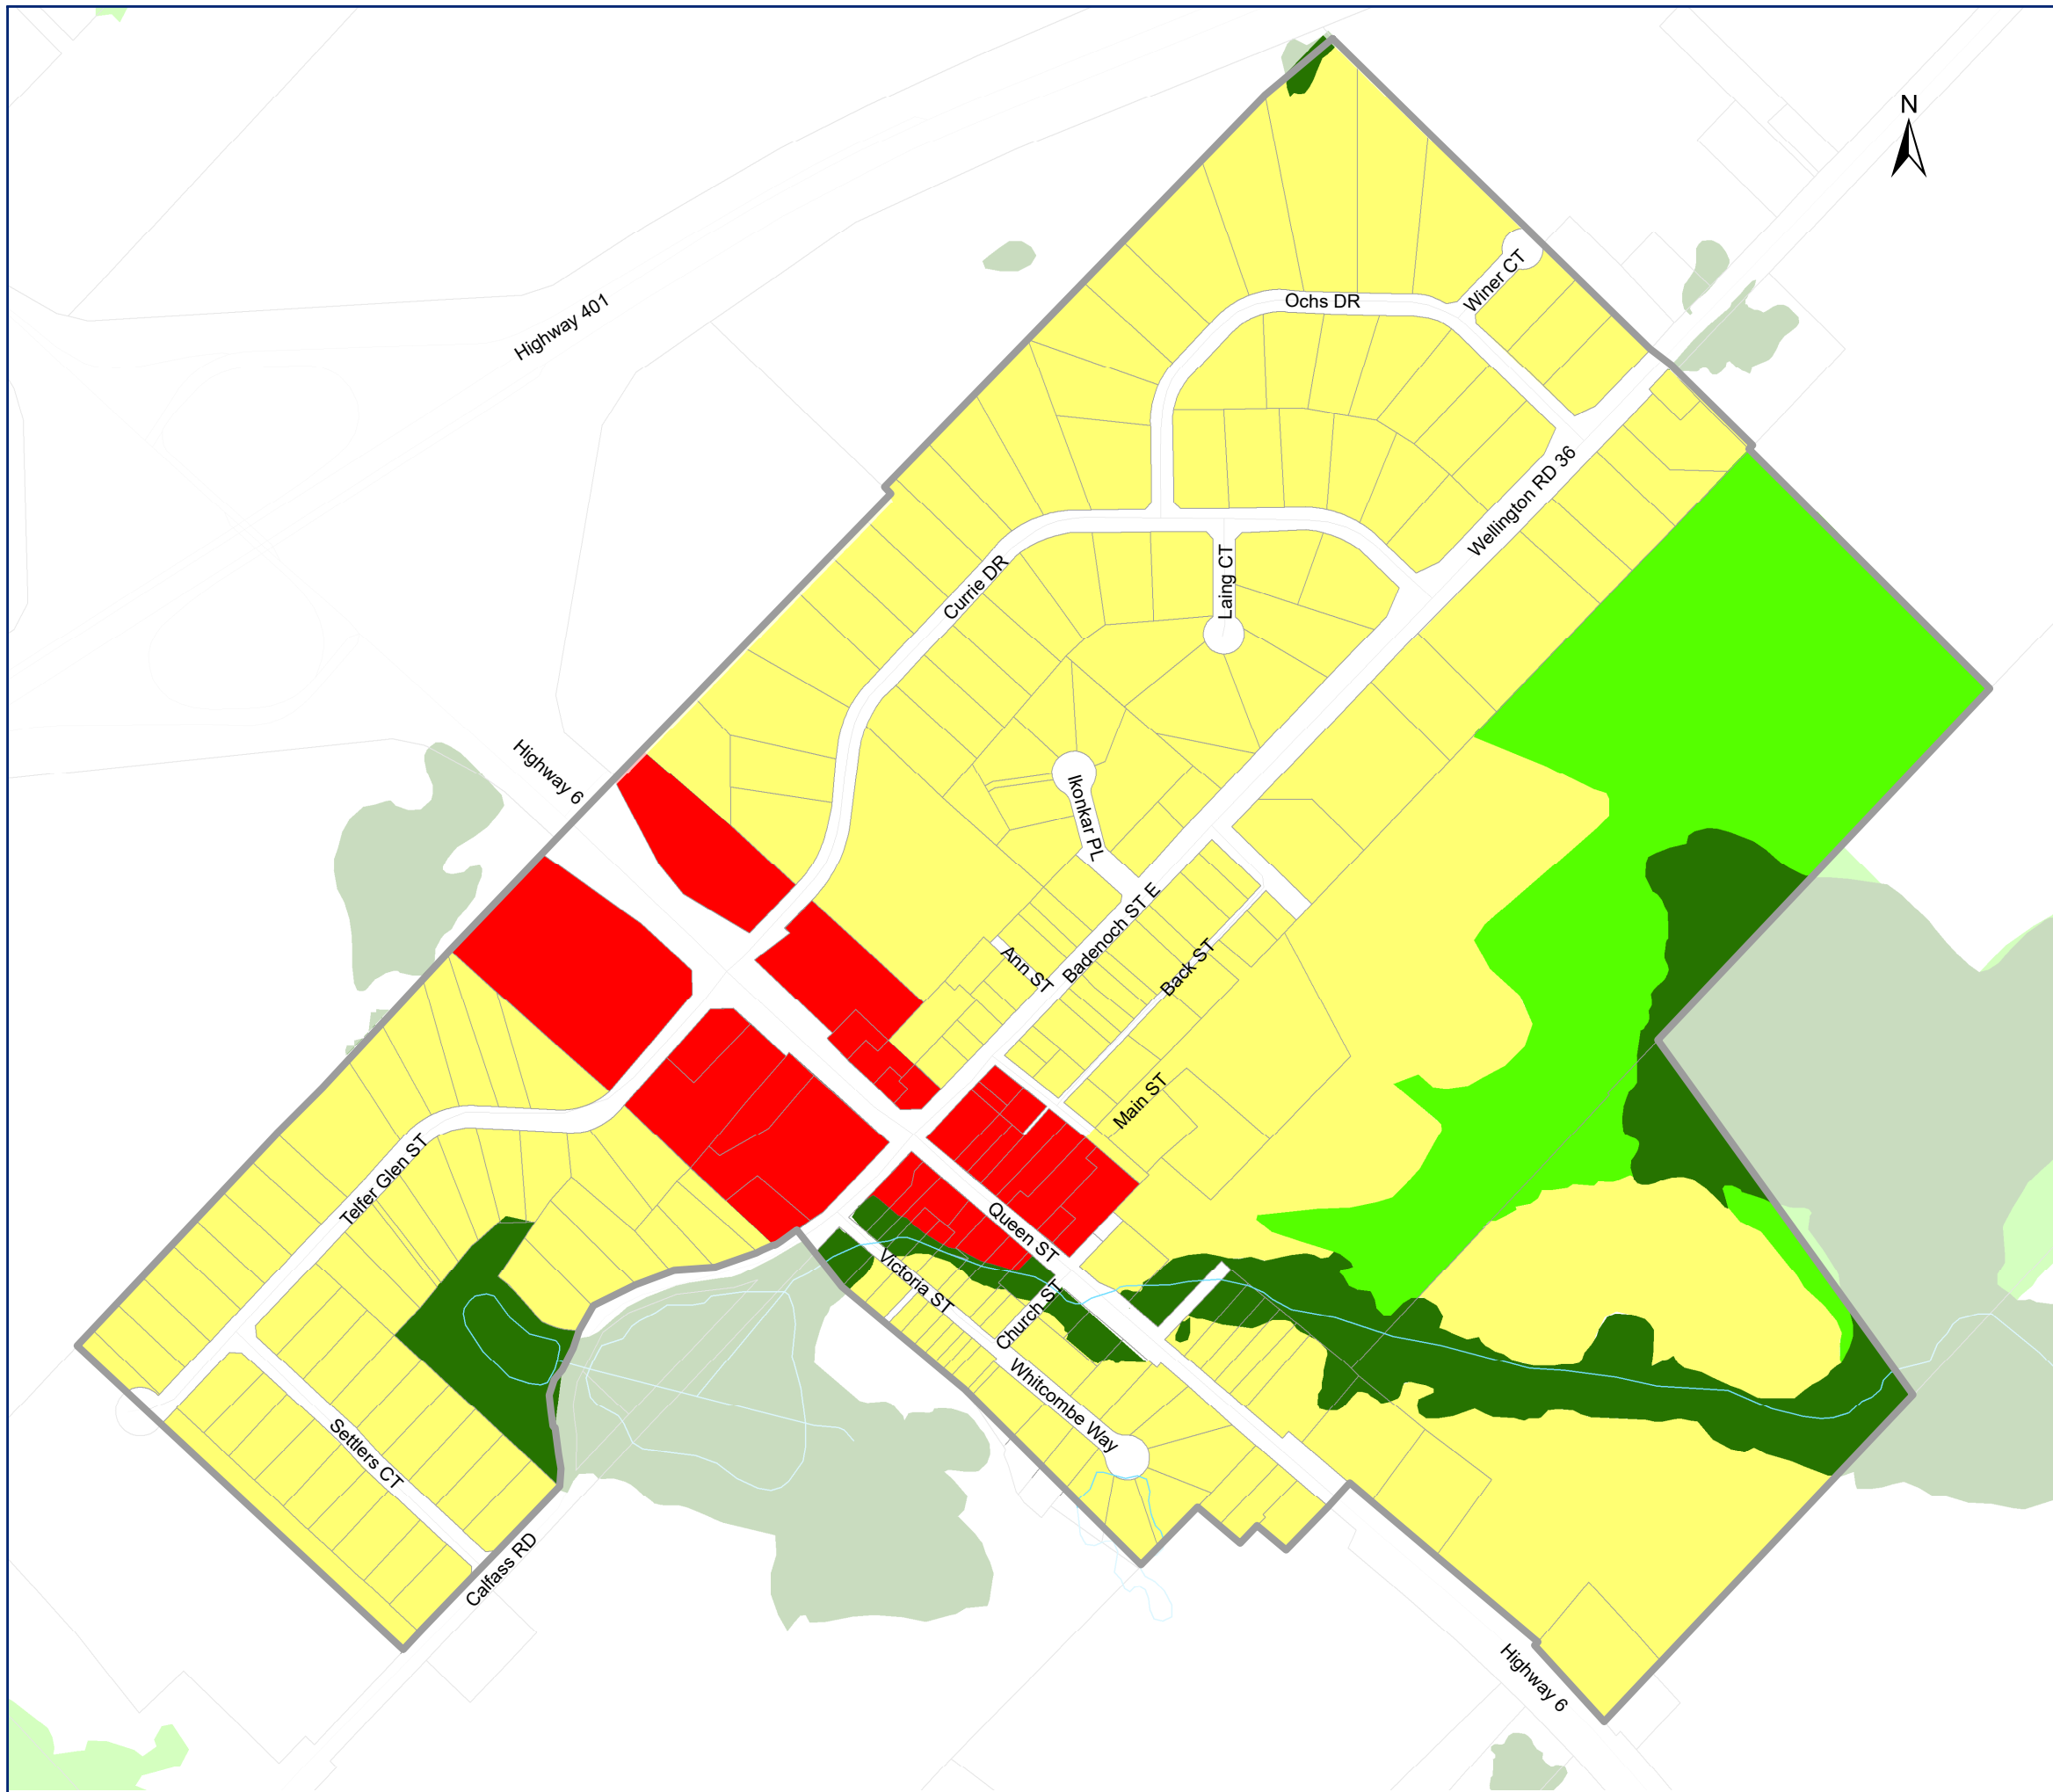 N
Winer CT
Ochs DR
Highway 401
Wellington RD 36
Currie DR
Laing CT
Highway 6
Ikonkar PL
Badenoch ST E
Ann ST
Back ST
Main ST
Telfer Glen ST
Queen ST
Victoria ST
Church ST
Whitcombe Way
Settlers CT
Calfass RD
Highway 6